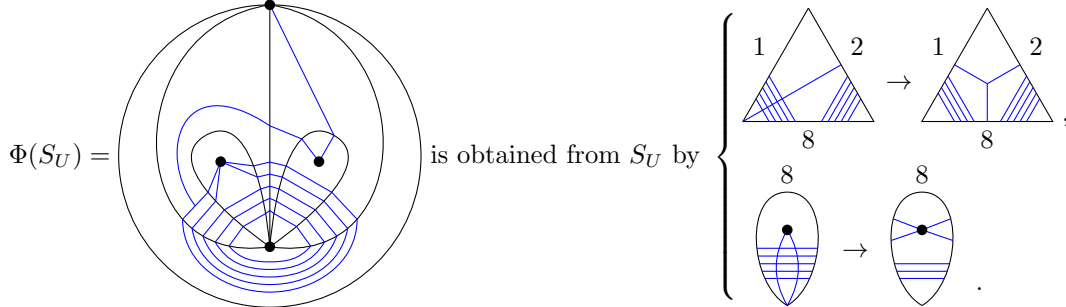 1 2 → 1 2
8 8
Φ(S_U) = is obtained from S_U by { ,
8 → 8
.